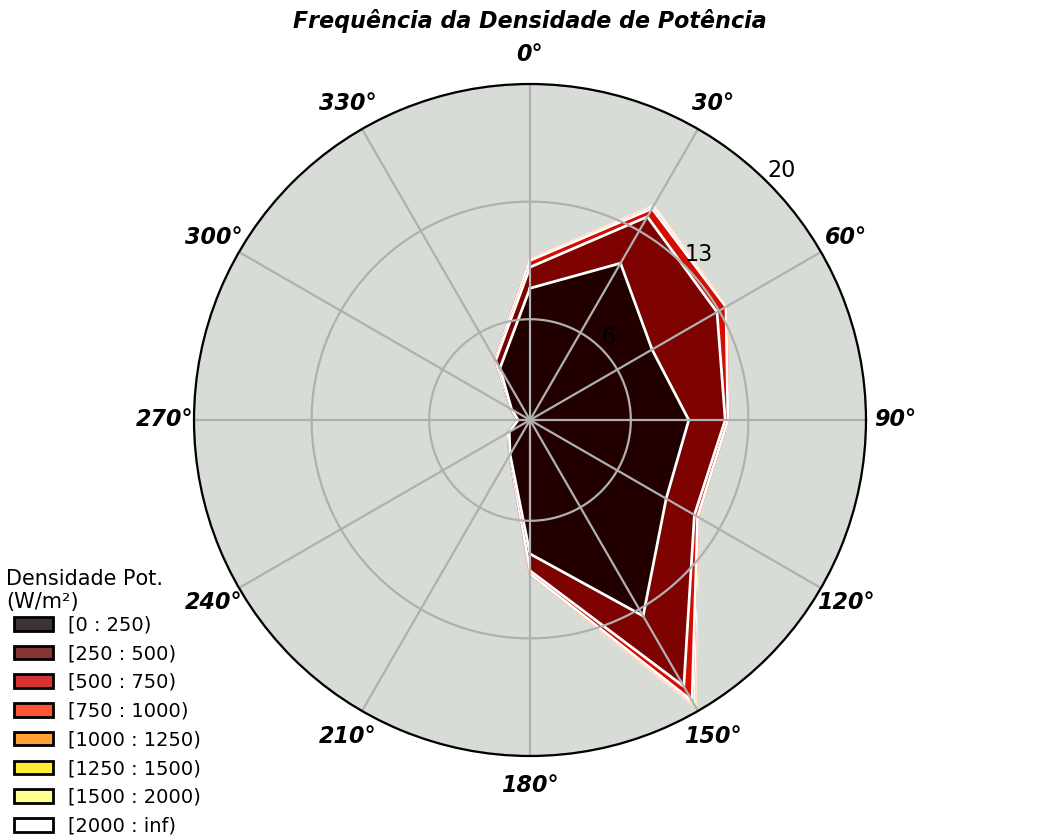 Frequência da Densidade de Potência
0°
330°
30°
20
300°
60°
13
6
270°
90°
240°
120°
210°
150°
180°
Densidade Pot.
(W/m²)
[0 : 250)
[250 : 500)
[500 : 750)
[750 : 1000)
[1000 : 1250)
[1250 : 1500)
[1500 : 2000)
[2000 : inf)